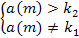 a(m) > k₂
a(m) ≠ k₁